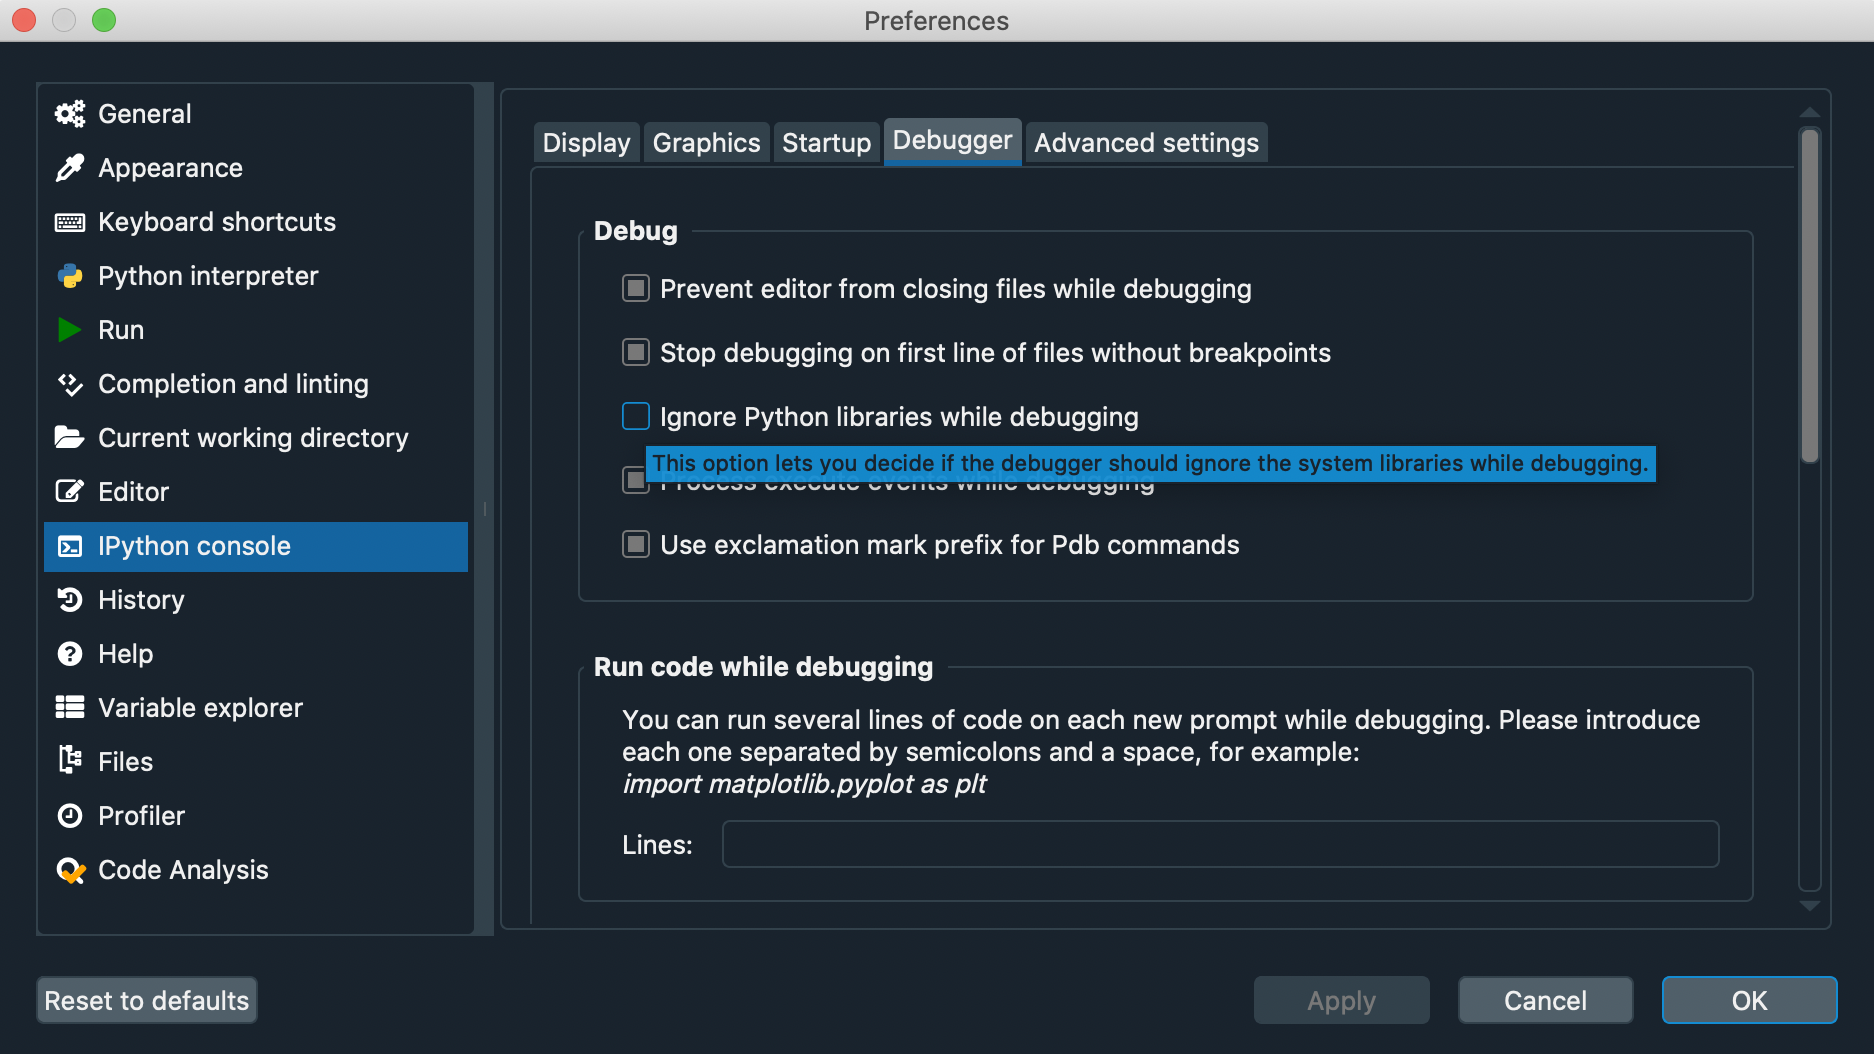 Preferences
General
Appearance
Keyboard shortcuts
Python interpreter
Run
Completion and linting
Current working directory
Editor
IPython console
History
Help
Variable explorer
Files
Profiler
Code Analysis
Display Graphics Startup Debugger Advanced settings
Debug
Prevent editor from closing files while debugging
Stop debugging on first line of files without breakpoints
Ignore Python libraries while debugging
This option lets you decide if the debugger should ignore the system libraries while debugging.
Process execute events while debugging
Use exclamation mark prefix for Pdb commands
Run code while debugging
You can run several lines of code on each new prompt while debugging. Please introduce
each one separated by semicolons and a space, for example:
import matplotlib.pyplot as plt
Lines:
Reset to defaults Apply Cancel OK